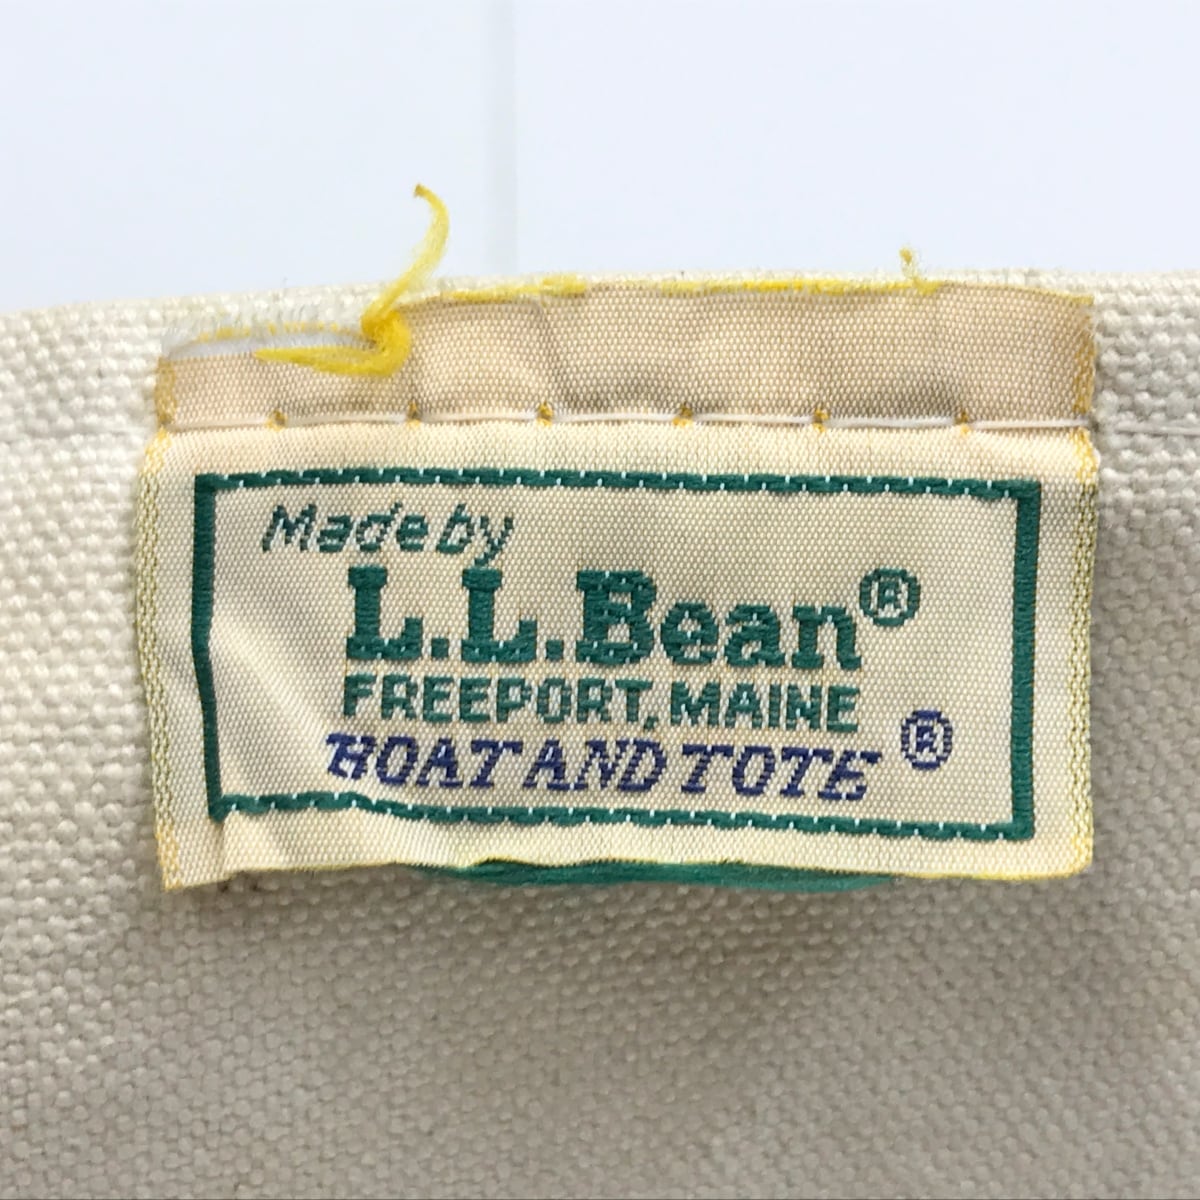 Made by
L.L.Bean®
FREEPORT, MAINE
BOAT AND TOTE ®